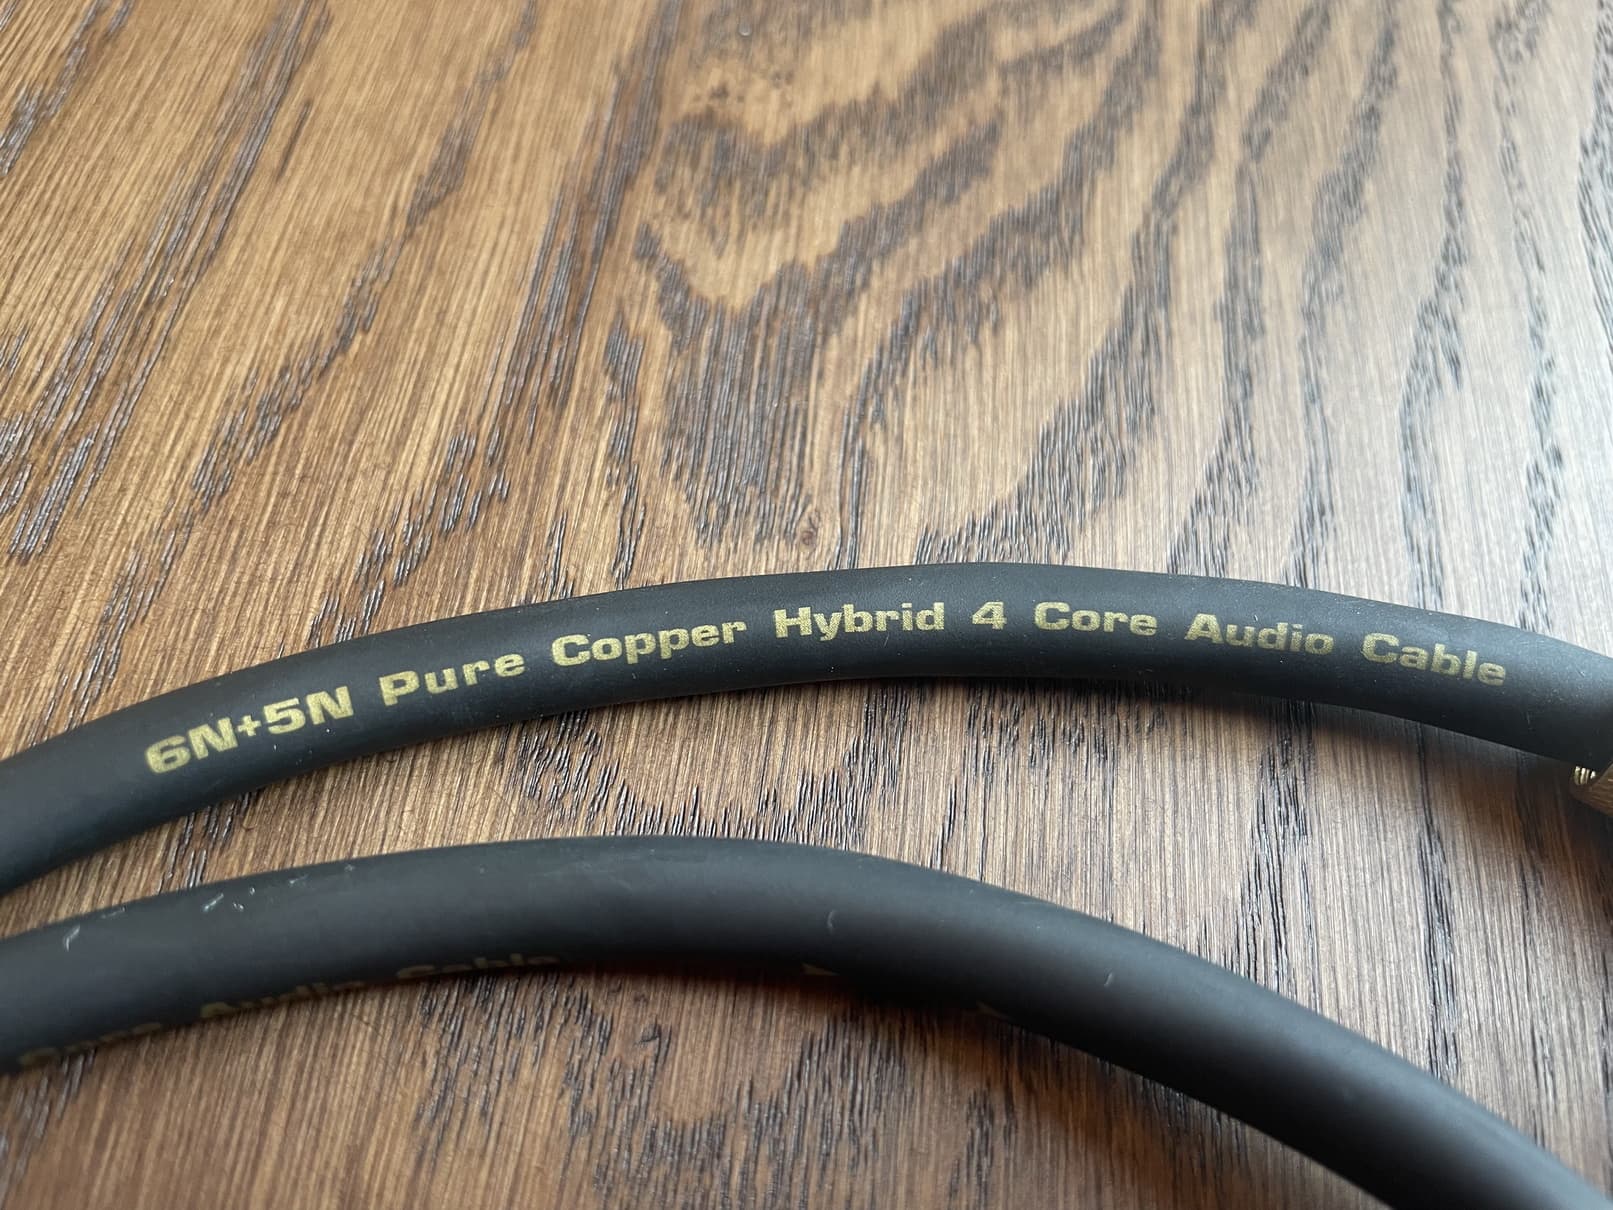 6N+5N Pure Copper Hybrid 4 Core Audio Cable
Audio Cable